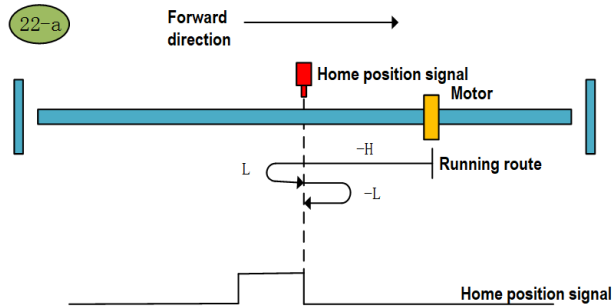 22-a
Forward
direction
Home position signal
Motor
-H
L
Running route
-L
Home position signal